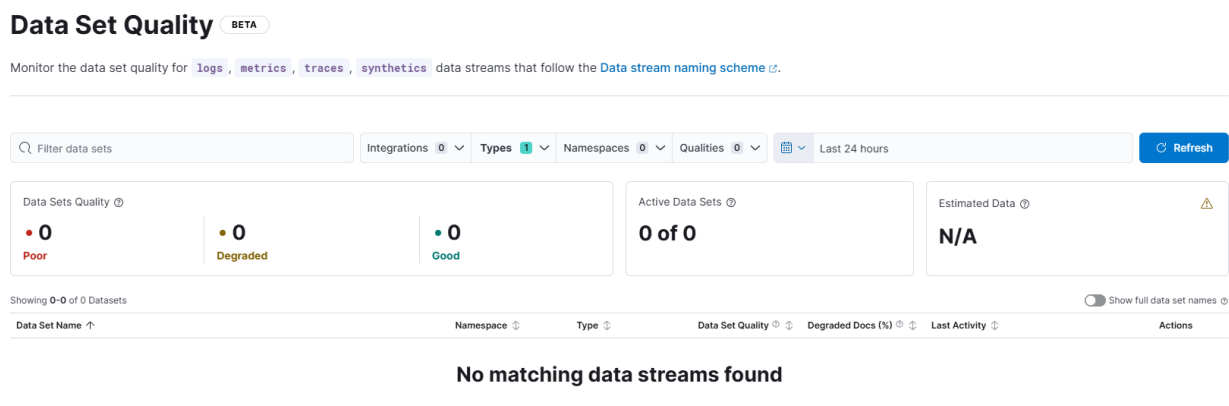 Data Set Quality BETA
Monitor the data set quality for logs, metrics, traces, synthetics data streams that follow the Data stream naming scheme.
Filter data sets Integrations 0 Types 1 Namespaces 0 Qualities 0 Last 24 hours Refresh
Data Sets Quality
0 0 0
Poor Degraded Good
Active Data Sets
0 of 0
Estimated Data
N/A
Showing 0-0 of 0 Datasets Show full data set names
Data Set Name Namespace Type Data Set Quality Degraded Docs (%) Last Activity Actions
No matching data streams found